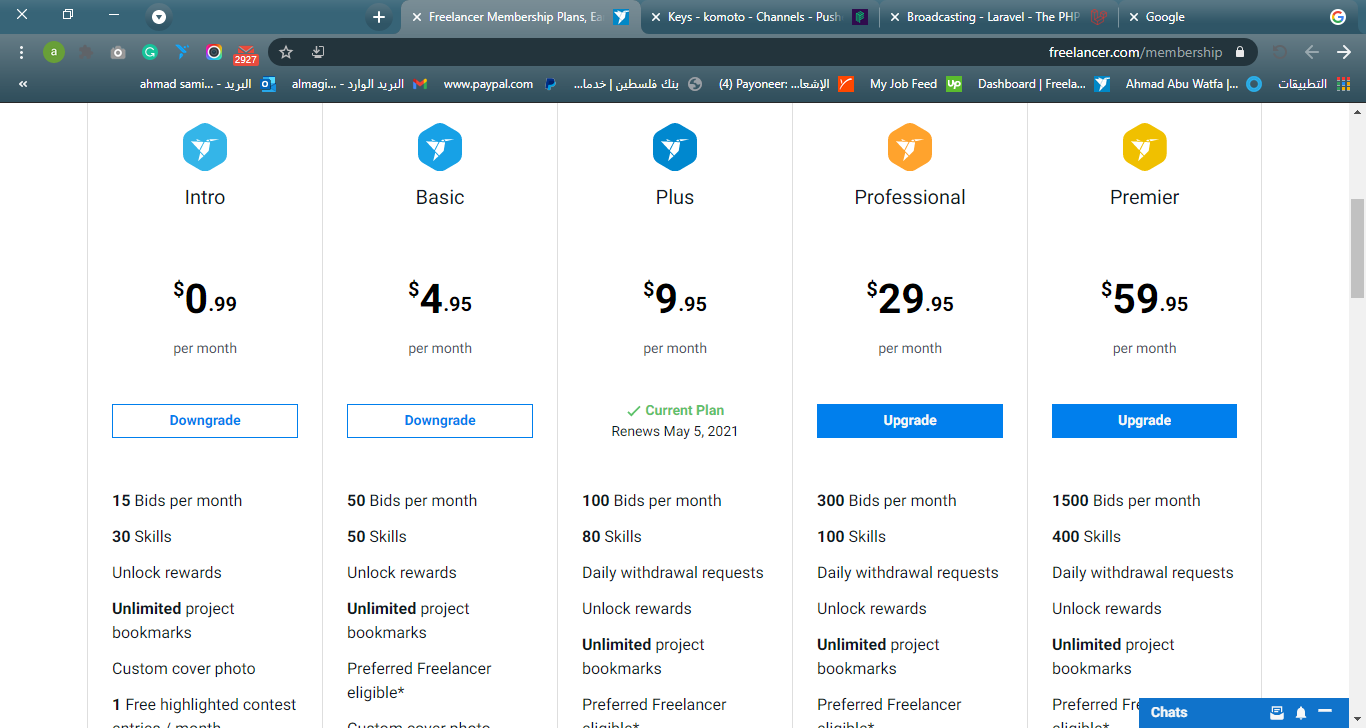 Freelancer Membership Plans, Ea
Keys - komoto - Channels - Push
Broadcasting - Laravel - The PHP
Google
a
2927
freelancer.com/membership
«
ahmad sami... - البريد
almagi... - البريد الوارد
www.paypal.com
بنك فلسطين | خدما...
(4) Payoneer: ...الإشعا
My Job Feed
up
Dashboard | Freela...
Ahmad Abu Watfa |...
التطبيقات
Intro
Basic
Plus
Professional
Premier
$0.99
$4.95
$9.95
$29.95
$59.95
per month
per month
per month
per month
per month
Downgrade
Downgrade
Current Plan
Renews May 5, 2021
Upgrade
Upgrade
15 Bids per month
30 Skills
Unlock rewards
Unlimited project
bookmarks
Custom cover photo
1 Free highlighted contest
entries / month
50 Bids per month
50 Skills
Unlock rewards
Unlimited project
bookmarks
Preferred Freelancer
eligible*
Custom cover photo
100 Bids per month
80 Skills
Daily withdrawal requests
Unlock rewards
Unlimited project
bookmarks
Preferred Freelancer
eligible*
300 Bids per month
100 Skills
Daily withdrawal requests
Unlock rewards
Unlimited project
bookmarks
Preferred Freelancer
eligible*
1500 Bids per month
400 Skills
Daily withdrawal requests
Unlock rewards
Unlimited project
bookmarks
Preferred Fre
eligible*
Chats